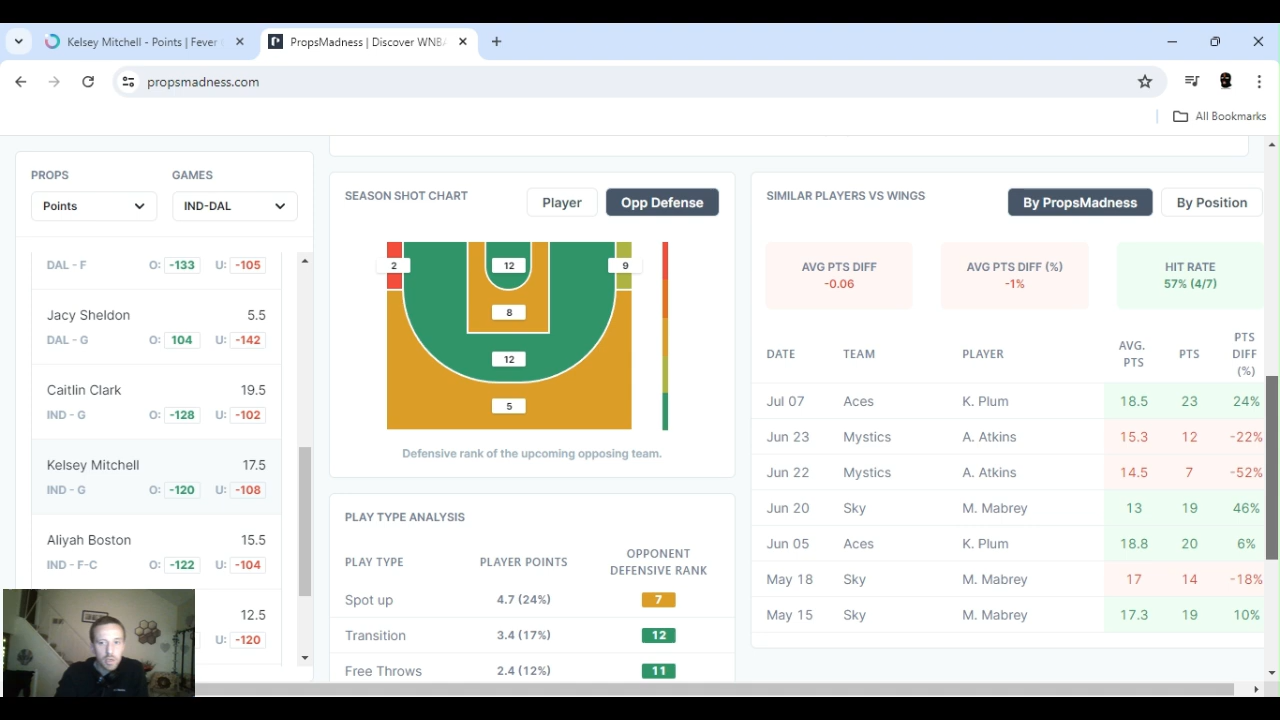 Kelsey Mitchell - Points | Fever
PropsMadness | Discover WNBA
propsmadness.com
All Bookmarks
PROPS
GAMES
Points
IND-DAL
DAL - F
O: -133
U: -105
Jacy Sheldon
5.5
DAL - G
O: 104
U: -142
Caitlin Clark
19.5
IND - G
O: -128
U: -102
Kelsey Mitchell
17.5
IND - G
O: -120
U: -108
Aliyah Boston
15.5
IND - F-C
O: -122
U: -104
12.5
U: -120
SEASON SHOT CHART
Player
Opp Defense
2
12
9
8
12
5
Defensive rank of the upcoming opposing team.
PLAY TYPE ANALYSIS
PLAY TYPE
PLAYER POINTS
OPPONENT
DEFENSIVE RANK
Spot up
4.7 (24%)
7
Transition
3.4 (17%)
12
Free Throws
2.4 (12%)
11
SIMILAR PLAYERS VS WINGS
By PropsMadness
By Position
AVG PTS DIFF
-0.06
AVG PTS DIFF (%)
-1%
HIT RATE
57% (4/7)
DATE
TEAM
PLAYER
AVG.
PTS
PTS
PTS
DIFF
(%)
Jul 07 Aces K. Plum 18.5 23 24%
Jun 23 Mystics A. Atkins 15.3 12 -22%
Jun 22 Mystics A. Atkins 14.5 7 -52%
Jun 20 Sky M. Mabrey 13 19 46%
Jun 05 Aces K. Plum 18.8 20 6%
May 18 Sky M. Mabrey 17 14 -18%
May 15 Sky M. Mabrey 17.3 19 10%